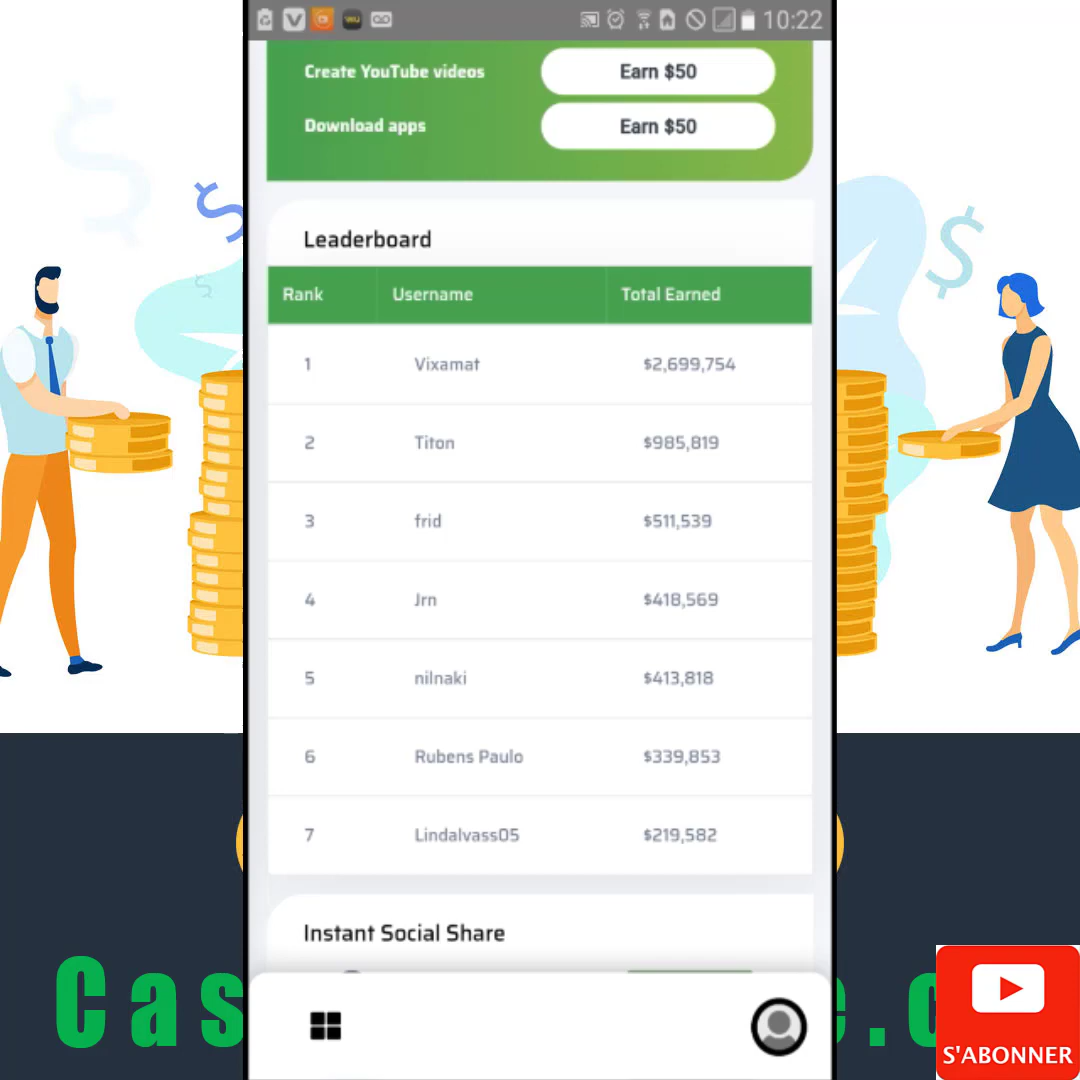 10:22
Create YouTube videos Earn $50
Download apps Earn $50
Leaderboard
Rank Username Total Earned
1 Vixamat $2,699,754
2 Titon $985,819
3 frid $511,539
4 Jrn $418,569
5 nilnaki $413,818
6 Rubens Paulo $339,853
7 Lindalvass05 $219,582
Instant Social Share
S'ABONNER